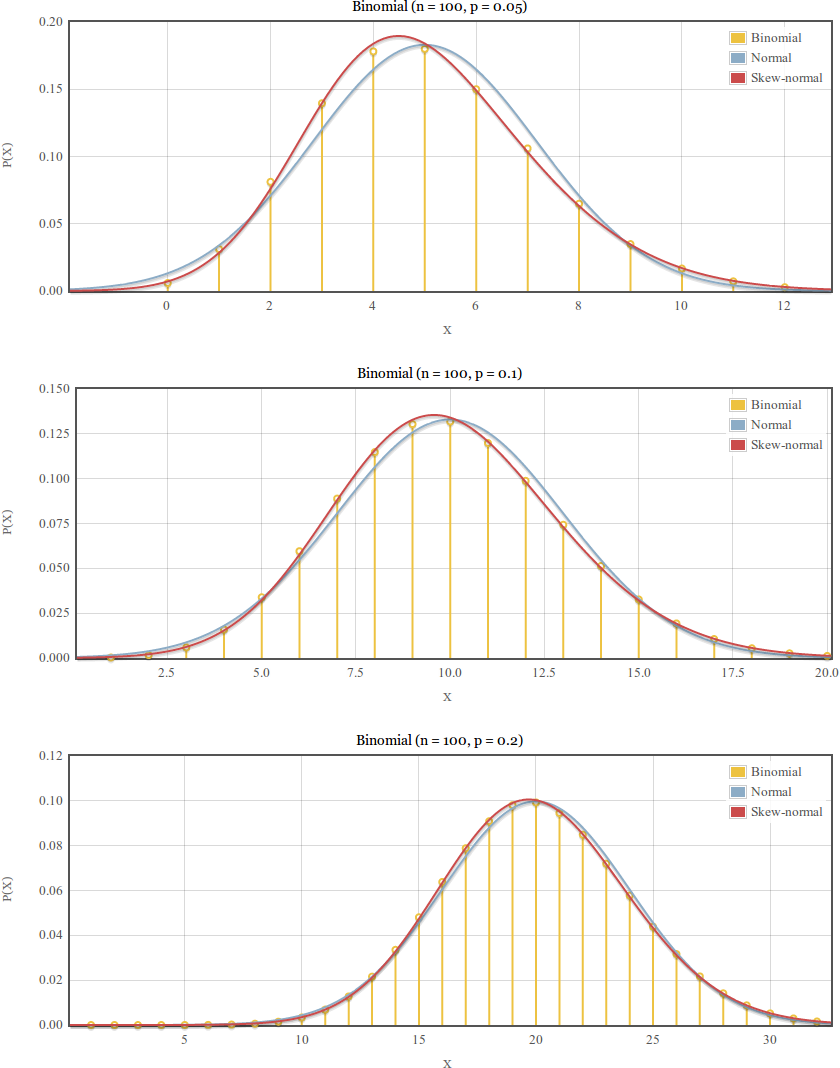 Binomial (n = 100, p = 0.05)
0.20
0.15
0.10
0.05
0.00
P(X)
Binomial
Normal
Skew-normal
0 2 4 6 8 10 12
X
Binomial (n = 100, p = 0.1)
0.150
0.125
0.100
0.075
0.050
0.025
0.000
P(X)
Binomial
Normal
Skew-normal
2.5 5.0 7.5 10.0 12.5 15.0 17.5 20.0
X
Binomial (n = 100, p = 0.2)
0.12
0.10
0.08
0.06
0.04
0.02
0.00
P(X)
Binomial
Normal
Skew-normal
5 10 15 20 25 30
X